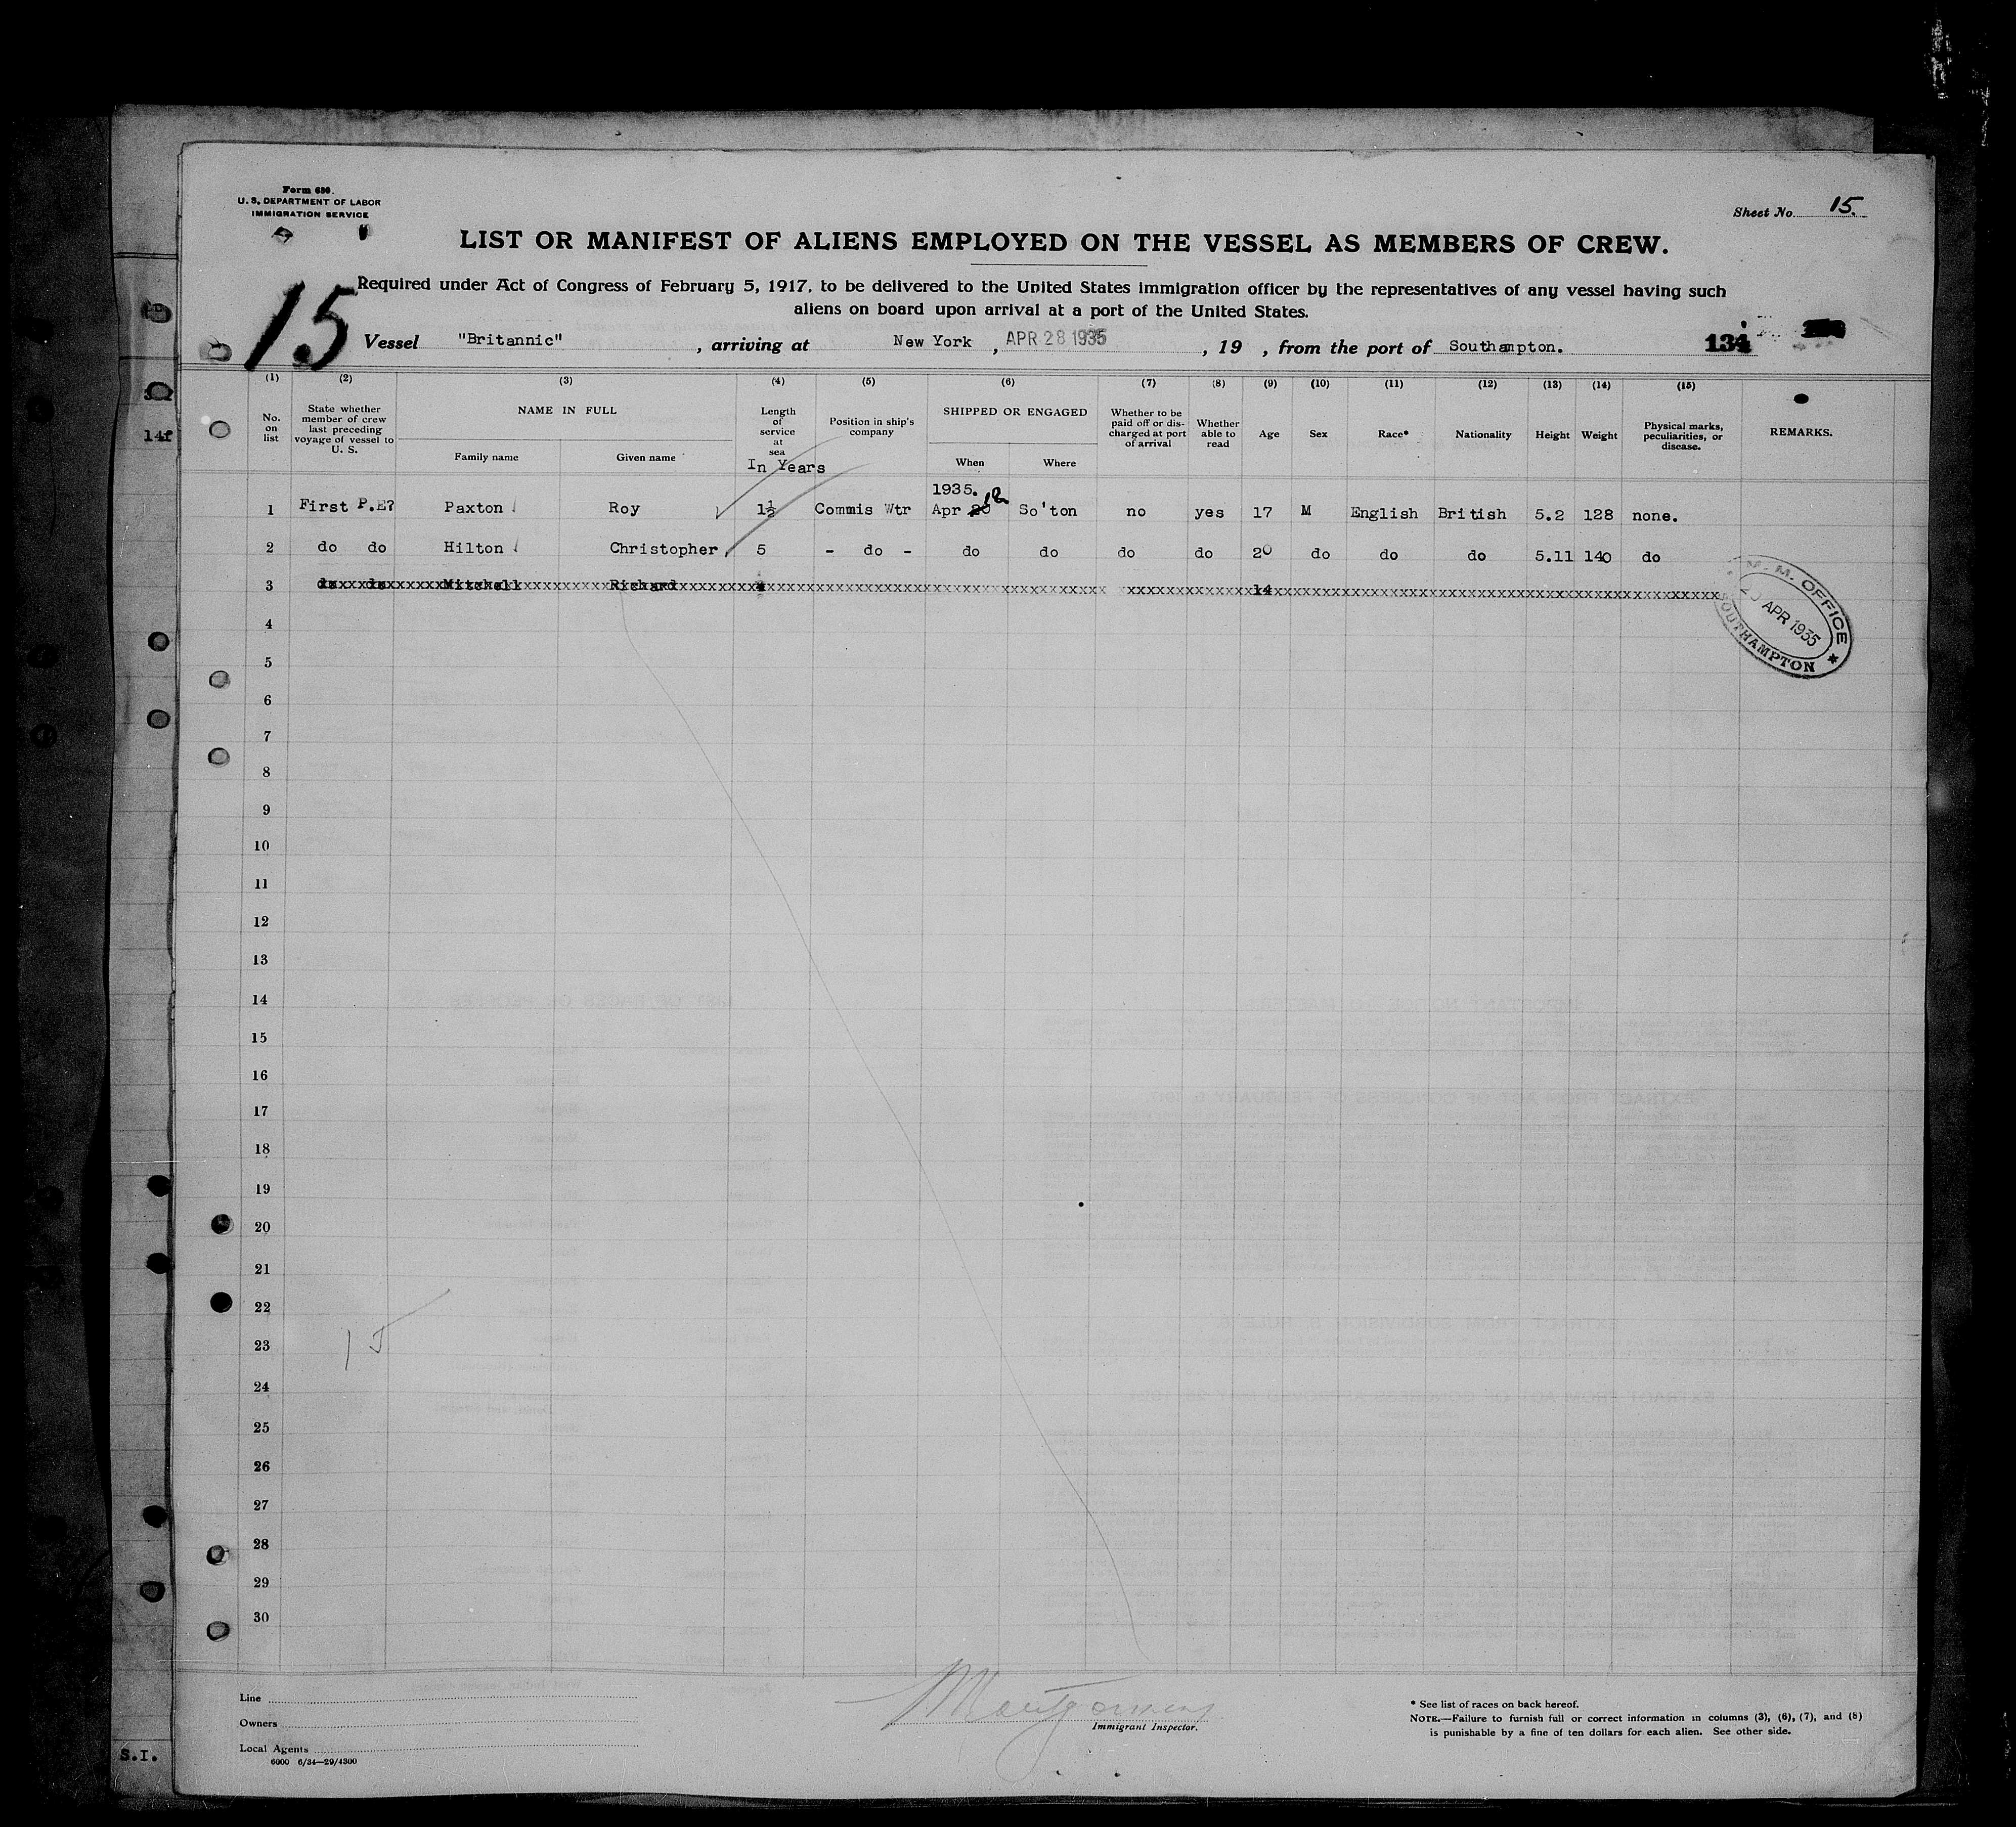 Form 680.
U. S. DEPARTMENT OF LABOR
IMMIGRATION SERVICE
Sheet No. 15.
LIST OR MANIFEST OF ALIENS EMPLOYED ON THE VESSEL AS MEMBERS OF CREW.
15
Required under Act of Congress of February 5, 1917, to be delivered to the United States immigration officer by the representatives of any vessel having such
aliens on board upon arrival at a port of the United States.
Vessel "Britannic" , arriving at New York , APR 28 1935 , 19 , from the port of Southampton. 134
(1) (2) (3) (4) (5) (6) (7) (8) (9) (10) (11) (12) (13) (14) (15)
No. on list State whether member of crew last preceding voyage of vessel to U. S. NAME IN FULL Family name Given name Length of service at sea In Years Position in ship's company SHIPPED OR ENGAGED When Where Whether to be paid off or discharged at port of arrival Whether able to read Age Sex Race* Nationality Height Weight Physical marks, peculiarities, or disease. REMARKS.
14f
1935.
1 First P.E? Paxton Roy 1½ Commis Wtr Apr 20 So'ton no yes 17 M English British 5.2 128 none.
2 do do Hilton Christopher 5 - do - do do do do 20 do do do 5.11 140 do
3 do do Mitchell Richard 14
M. M. OFFICE
APR 1935
SOUTHAMPTON
4
5
6
7
8
9
10
11
12
13
14
15
16
17
18
19
20
21
22
23
15
24
25
26
27
28
29
30
Montgomery
Line
Owners
Immigrant Inspector.
Local Agents
6000 6/34—29/4300
* See list of races on back hereof.
NOTE.—Failure to furnish full or correct information in columns (3), (6), (7), and (8)
is punishable by a fine of ten dollars for each alien. See other side.
S.I.